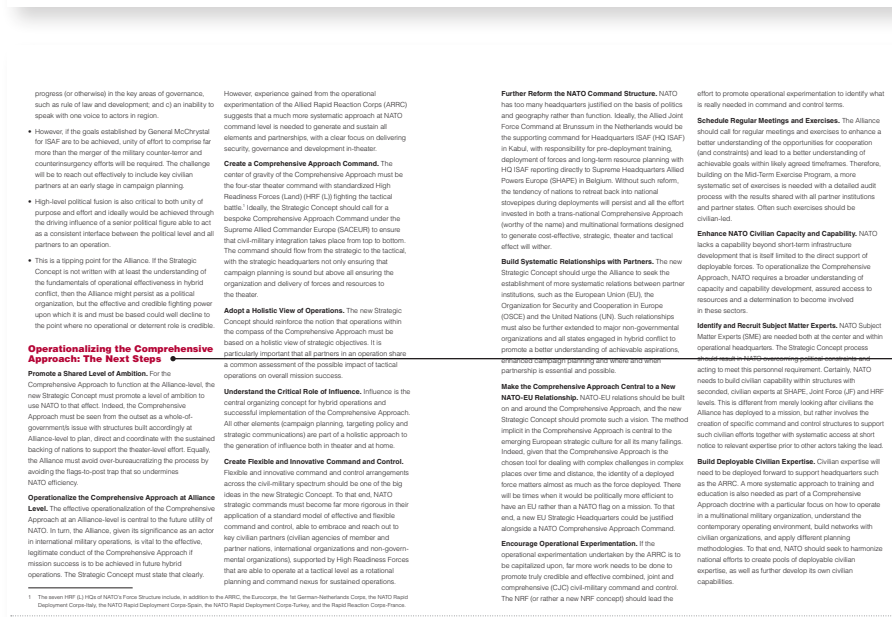 progress (or otherwise) in the key areas of governance,
such as rule of law and development; and c) an inability to
speak with one voice to actors in region.
• However, if the goals established by General McChrystal
for ISAF are to be achieved, unity of effort to comprise far
more than the merger of the military counter-terror and
counterinsurgency efforts will be required. The challenge
will be to reach out effectively to include key civilian
partners at an early stage in campaign planning.
• High-level political fusion is also critical to both unity of
purpose and effort and ideally would be achieved through
the driving influence of a senior political figure able to act
as a consistent interface between the political level and all
partners to an operation.
• This is a tipping point for the Alliance. If the Strategic
Concept is not written with at least the understanding of
the fundamentals of operational effectiveness in hybrid
conflict, then the Alliance might persist as a political
organization, but the effective and credible fighting power
upon which it is and must be based could well decline to
the point where no operational or deterrent role is credible.
Operationalizing the Comprehensive
Approach: The Next Steps
Promote a Shared Level of Ambition. For the
Comprehensive Approach to function at the Alliance-level, the
new Strategic Concept must promote a level of ambition to
use NATO to that effect. Indeed, the Comprehensive
Approach must be seen from the outset as a whole-of-
government/s issue with structures built accordingly at
Alliance-level to plan, direct and coordinate with the sustained
backing of nations to support the theater-level effort. Equally,
the Alliance must avoid over-bureaucratizing the process by
avoiding the flags-to-post trap that so undermines
NATO efficiency.
Operationalize the Comprehensive Approach at Alliance
Level. The effective operationalization of the Comprehensive
Approach at an Alliance-level is central to the future utility of
NATO. In turn, the Alliance, given its significance as an actor
in international military operations, is vital to the effective,
legitimate conduct of the Comprehensive Approach if
mission success is to be achieved in future hybrid
operations. The Strategic Concept must state that clearly.
However, experience gained from the operational
experimentation of the Allied Rapid Reaction Corps (ARRC)
suggests that a much more systematic approach at NATO
command level is needed to generate and sustain all
elements and partnerships, with a clear focus on delivering
security, governance and development in-theater.
Create a Comprehensive Approach Command. The
center of gravity of the Comprehensive Approach must be
the four-star theater command with standardized High
Readiness Forces (Land) (HRF (L)) fighting the tactical
battle.¹ Ideally, the Strategic Concept should call for a
bespoke Comprehensive Approach Command under the
Supreme Allied Commander Europe (SACEUR) to ensure
that civil-military integration takes place from top to bottom.
The command should flow from the strategic to the tactical,
with the strategic headquarters not only ensuring that
campaign planning is sound but above all ensuring the
organization and delivery of forces and resources to
the theater.
Adopt a Holistic View of Operations. The new Strategic
Concept should reinforce the notion that operations within
the compass of the Comprehensive Approach must be
based on a holistic view of strategic objectives. It is
particularly important that all partners in an operation share
a common assessment of the possible impact of tactical
operations on overall mission success.
Understand the Critical Role of Influence. Influence is the
central organizing concept for hybrid operations and
successful implementation of the Comprehensive Approach.
All other elements (campaign planning, targeting policy and
strategic communications) are part of a holistic approach to
the generation of influence both in theater and at home.
Create Flexible and Innovative Command and Control.
Flexible and innovative command and control arrangements
across the civil-military spectrum should be one of the big
ideas in the new Strategic Concept. To that end, NATO
strategic commands must become far more rigorous in their
application of a standard model of effective and flexible
command and control, able to embrace and reach out to
key civilian partners (civilian agencies of member and
partner nations, international organizations and non-govern-
mental organizations), supported by High Readiness Forces
that are able to operate at a tactical level as a rotational
planning and command nexus for sustained operations.
1 The seven HRF (L) HQs of NATO's Force Structure include, in addition to the ARRC, the Eurocorps, the 1st German-Netherlands Corps, the NATO Rapid
Deployment Corps-Italy, the NATO Rapid Deployment Corps-Spain, the NATO Rapid Deployment Corps-Turkey, and the Rapid Reaction Corps-France.
Further Reform the NATO Command Structure. NATO
has too many headquarters justified on the basis of politics
and geography rather than function. Ideally, the Allied Joint
Force Command at Brunssum in the Netherlands would be
the supporting command for Headquarters ISAF (HQ ISAF)
in Kabul, with responsibility for pre-deployment training,
deployment of forces and long-term resource planning with
HQ ISAF reporting directly to Supreme Headquarters Allied
Powers Europe (SHAPE) in Belgium. Without such reform,
the tendency of nations to retreat back into national
stovepipes during deployments will persist and all the effort
invested in both a trans-national Comprehensive Approach
(worthy of the name) and multinational formations designed
to generate cost-effective, strategic, theater and tactical
effect will wither.
Build Systematic Relationships with Partners. The new
Strategic Concept should urge the Alliance to seek the
establishment of more systematic relations between partner
institutions, such as the European Union (EU), the
Organization for Security and Cooperation in Europe
(OSCE) and the United Nations (UN). Such relationships
must also be further extended to major non-governmental
organizations and all states engaged in hybrid conflict to
promote a better understanding of achievable aspirations,
enhanced campaign planning and where and when
partnership is essential and possible.
Make the Comprehensive Approach Central to a New
NATO-EU Relationship. NATO-EU relations should be built
on and around the Comprehensive Approach, and the new
Strategic Concept should promote such a vision. The method
implicit in the Comprehensive Approach is central to the
emerging European strategic culture for all its many failings.
Indeed, given that the Comprehensive Approach is the
chosen tool for dealing with complex challenges in complex
places over time and distance, the identity of a deployed
force matters almost as much as the force deployed. There
will be times when it would be politically more efficient to
have an EU rather than a NATO flag on a mission. To that
end, a new EU Strategic Headquarters could be justified
alongside a NATO Comprehensive Approach Command.
Encourage Operational Experimentation. If the
operational experimentation undertaken by the ARRC is to
be capitalized upon, far more work needs to be done to
promote truly credible and effective combined, joint and
comprehensive (CJC) civil-military command and control.
The NRF (or rather a new NRF concept) should lead the
effort to promote operational experimentation to identify what
is really needed in command and control terms.
Schedule Regular Meetings and Exercises. The Alliance
should call for regular meetings and exercises to enhance a
better understanding of the opportunities for cooperation
(and constraints) and lead to a better understanding of
achievable goals within likely agreed timeframes. Therefore,
building on the Mid-Term Exercise Program, a more
systematic set of exercises is needed with a detailed audit
process with the results shared with all partner institutions
and partner states. Often such exercises should be
civilian-led.
Enhance NATO Civilian Capacity and Capability. NATO
lacks a capability beyond short-term infrastructure
development that is itself limited to the direct support of
deployable forces. To operationalize the Comprehensive
Approach, NATO requires a broader understanding of
capacity and capability development, assured access to
resources and a determination to become involved
in these sectors.
Identify and Recruit Subject Matter Experts. NATO Subject
Matter Experts (SME) are needed both at the center and within
operational headquarters. The Strategic Concept process
should result in NATO overcoming political constraints and
acting to meet this personnel requirement. Certainly, NATO
needs to build civilian capability within structures with
seconded, civilian experts at SHAPE, Joint Force (JF) and HRF
levels. This is different from merely looking after civilians the
Alliance has deployed to a mission, but rather involves the
creation of specific command and control structures to support
such civilian efforts together with systematic access at short
notice to relevant expertise prior to other actors taking the lead.
Build Deployable Civilian Expertise. Civilian expertise will
need to be deployed forward to support headquarters such
as the ARRC. A more systematic approach to training and
education is also needed as part of a Comprehensive
Approach doctrine with a particular focus on how to operate
in a multinational military organization, understand the
contemporary operating environment, build networks with
civilian organizations, and apply different planning
methodologies. To that end, NATO should seek to harmonize
national efforts to create pools of deployable civilian
expertise, as well as further develop its own civilian
capabilities.